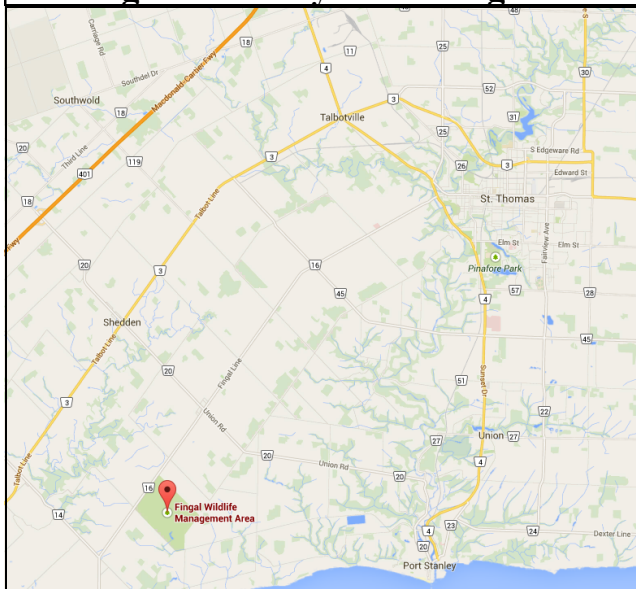 48
Carriage Rd
11
25
4
Southdel Dr
30
52
Macdonald-Cartier Fwy
Southwold
18
3
18
Talbotville
31
25
20
Third Line
119
S Edgeware Rd
3
26
3
401
Edward St
Talbot Line
St. Thomas
18
Fairview Ave
Fwy
Elm St
Elm St
20
16
Pinafore Park
3
45
57
28
4
Shedden
45
Talbot Line
20
Fingal Line
Sunset Dr
51
3
Union Rd
22
27
Union
27
20
Union Rd
4
Talbot Line
20
16
Fingal Wildlife
Management Area
14
23
4
24
Dexter Line
20
Port Stanley